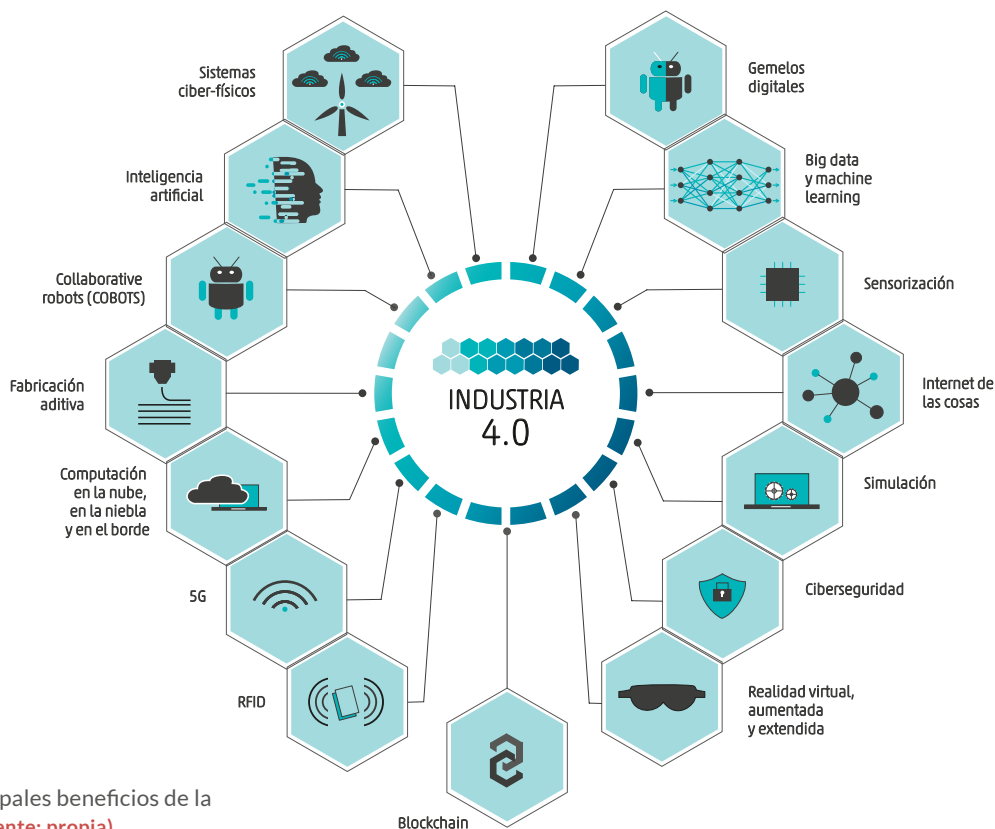 Sistemas
ciber-físicos
Inteligencia
artificial
Collaborative
robots (COBOTS)
Fabricación
aditiva
Computación
en la nube,
en la niebla
y en el borde
5G
RFID
Blockchain
INDUSTRIA
4.0
Gemelos
digitales
Big data
y machine
learning
Sensorización
Internet de
las cosas
Simulación
Ciberseguridad
Realidad virtual,
aumentada
y extendida
pales beneficios de la
ente: propia)